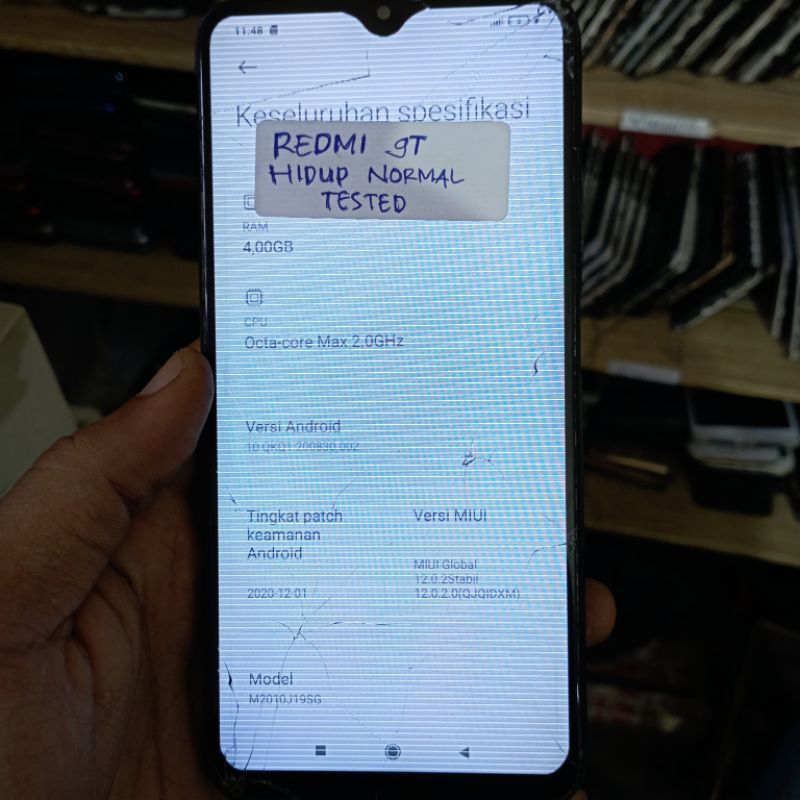 11:48
Keseluruhan spesifikasi
REDMI 9T
HIDUP NORMAL
TESTED
RAM
4,00GB
CPU
Octa-core Max 2.0GHz
Versi Android
10 QKQ1.200830.002
Tingkat patch
keamanan
Android
2020-12-01
Versi MIUI
MIUI Global
12.0.2Stabil
12.0.2.0(QJQIDXM)
Model
M2010J19SG